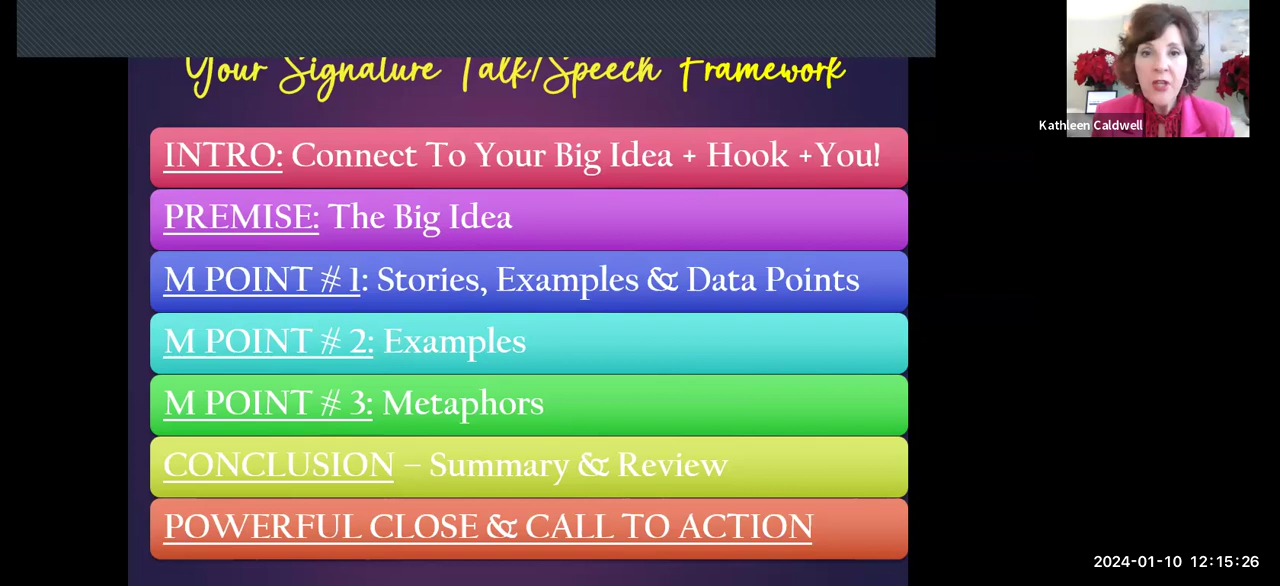 Your Signature Talk/Speech Framework
INTRO: Connect To Your Big Idea + Hook +You!
PREMISE: The Big Idea
M POINT # 1: Stories, Examples & Data Points
M POINT # 2: Examples
M POINT # 3: Metaphors
CONCLUSION – Summary & Review
POWERFUL CLOSE & CALL TO ACTION
Kathleen Caldwell
2024-01-10 12:15:26